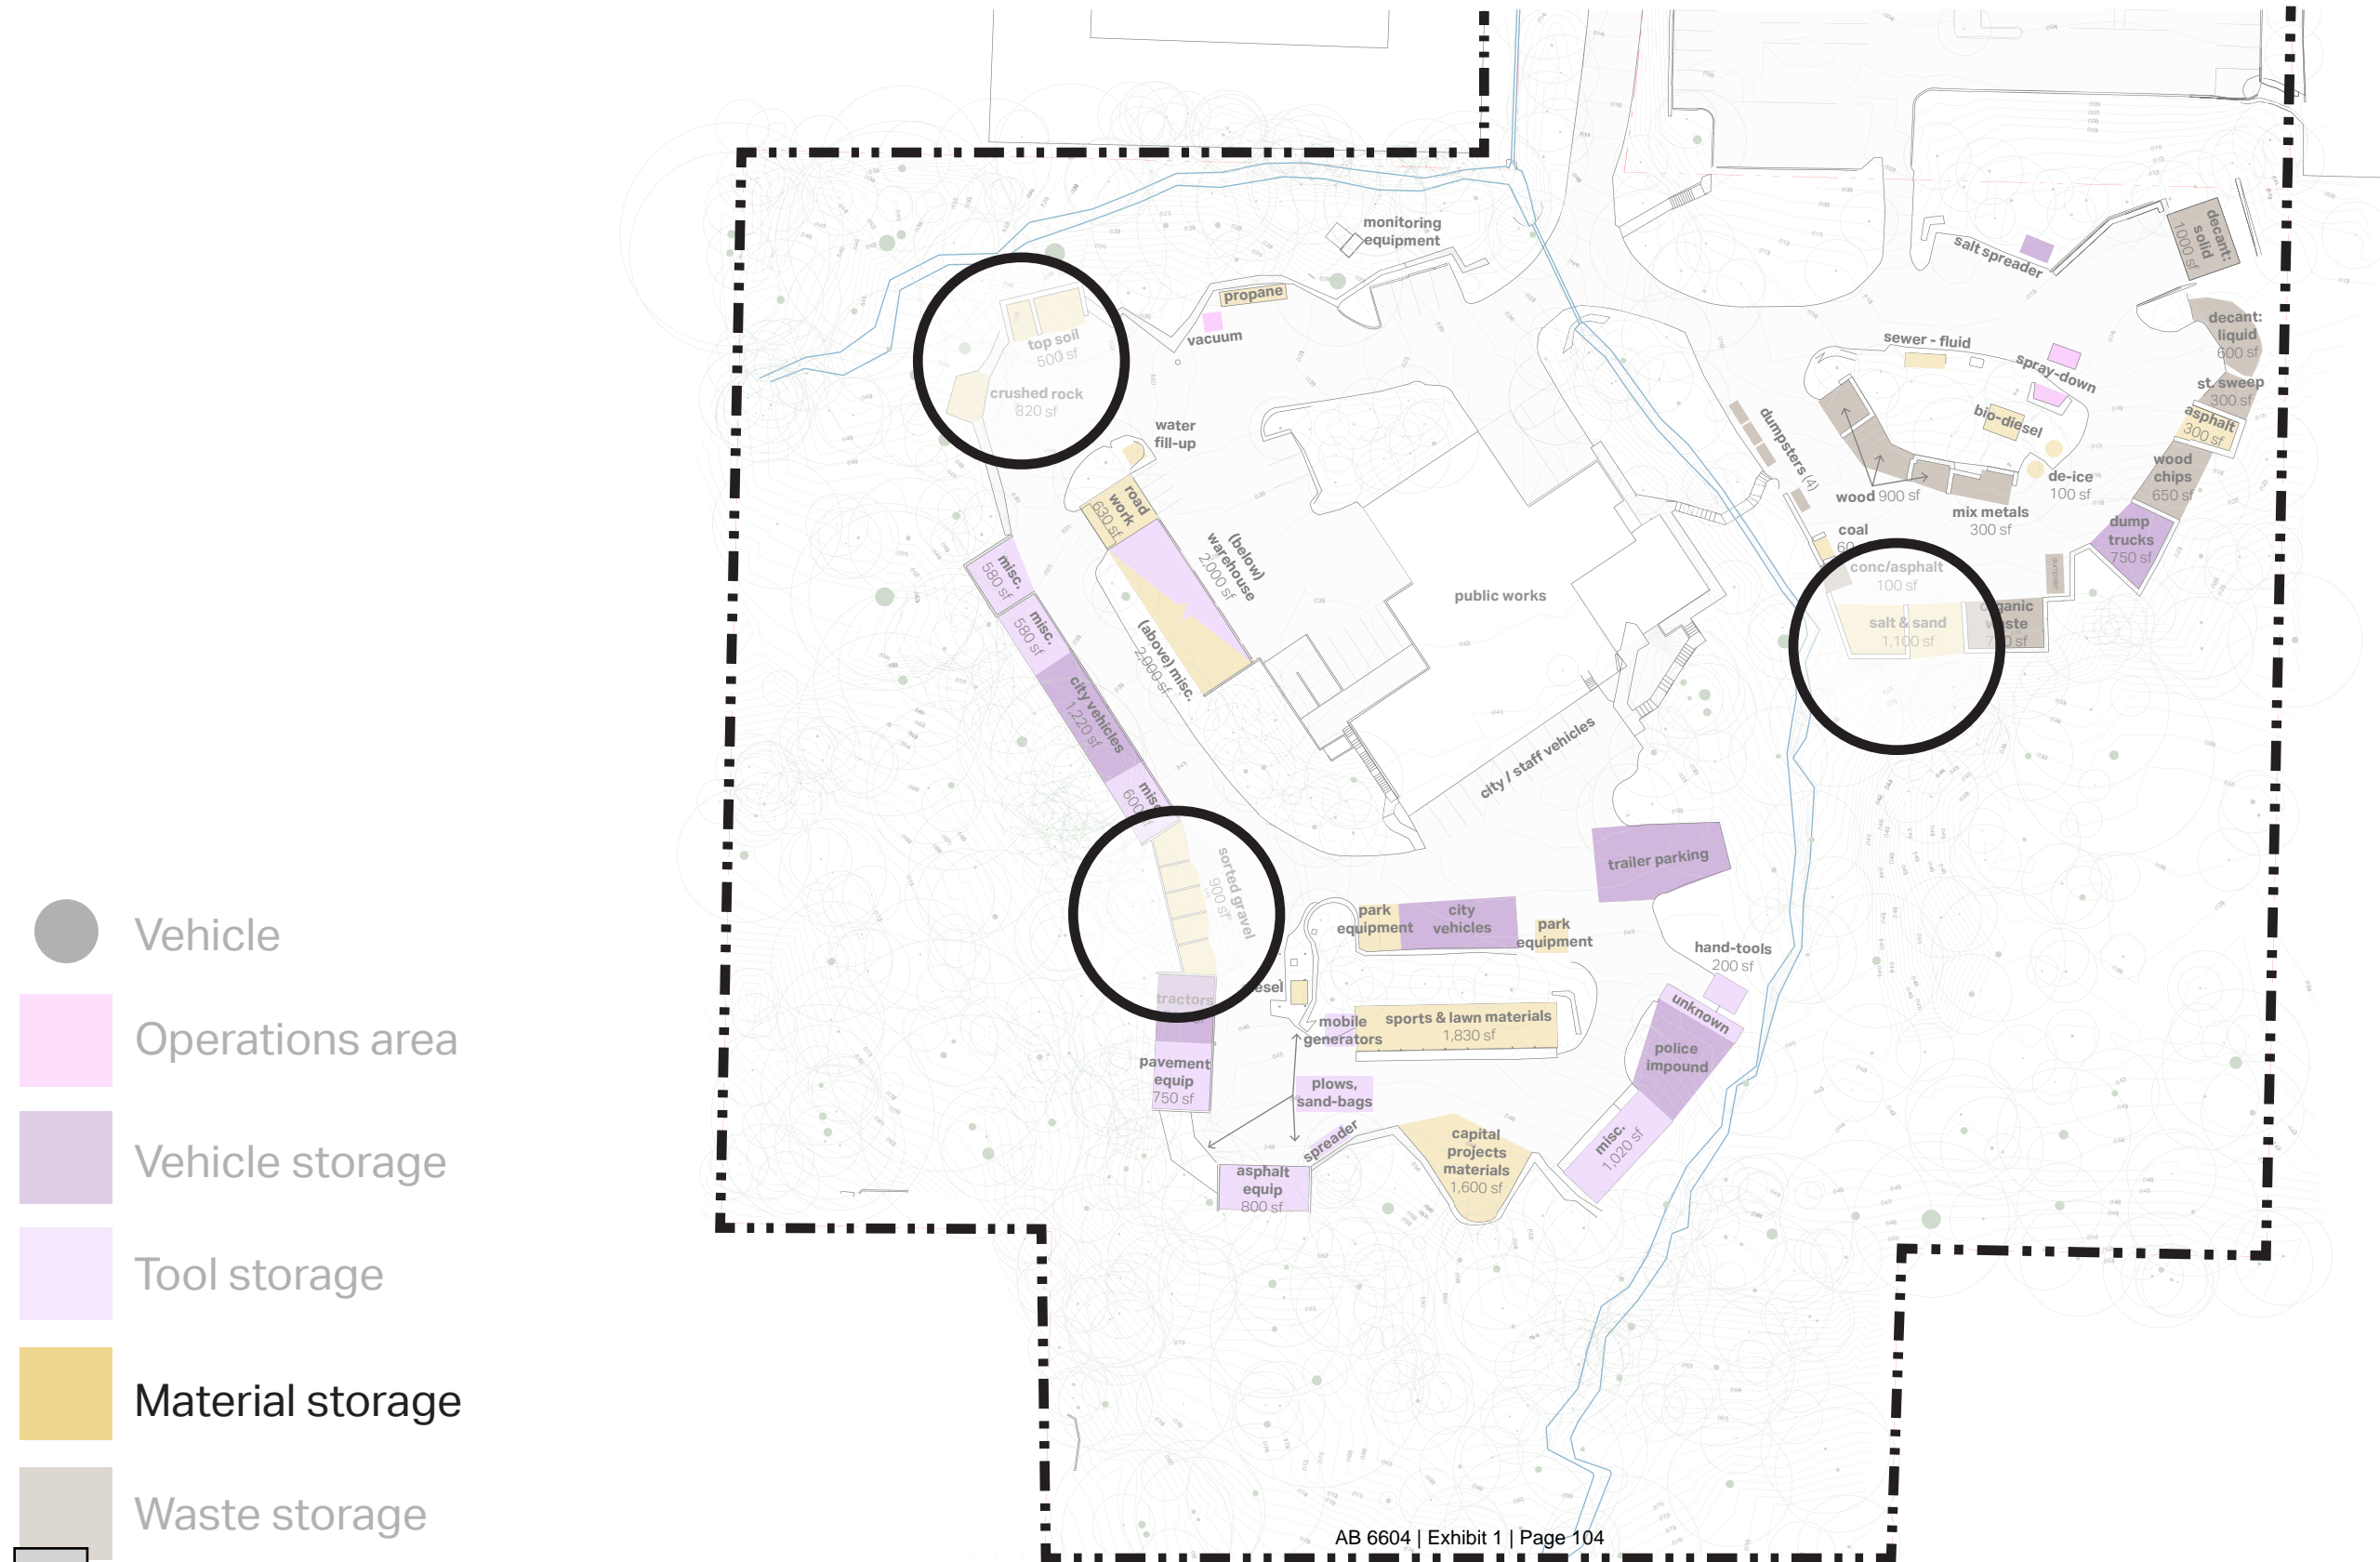 monitoring
equipment
propane
vacuum
top soil
500 sf
crushed rock
320 sf
water
fill-up
road
work
630 sf
(below)
warehouse
2,000 sf
(above) misc.
2,000 sf
misc.
580 sf
misc.
580 sf
city vehicles
1,220 sf
misc.
sorted gravel
900 sf
tractors
pavement
equip
750 sf
public works
city / staff vehicles
salt spreader
decant:
solid
1000 sf
decant:
liquid
600 sf
st. sweep
300 sf
asphalt
300 sf
wood
chips
650 sf
dump
trucks
750 sf
sewer - fluid
spray-down
bio-diesel
de-ice
100 sf
dumpsters (4)
wood 900 sf
mix metals
300 sf
coal
conc/asphalt
100 sf
salt & sand
1,100 sf
organic
waste
dumpster
trailer parking
park
equipment
city
vehicles
park
equipment
hand-tools
200 sf
unknown
police
impound
misc.
1,020 sf
mobile
generators
sports & lawn materials
1,830 sf
plows,
sand-bags
spreader
asphalt
equip
800 sf
capital
projects
materials
1,600 sf
Vehicle
Operations area
Vehicle storage
Tool storage
Material storage
Waste storage
AB 6604 | Exhibit 1 | Page 104